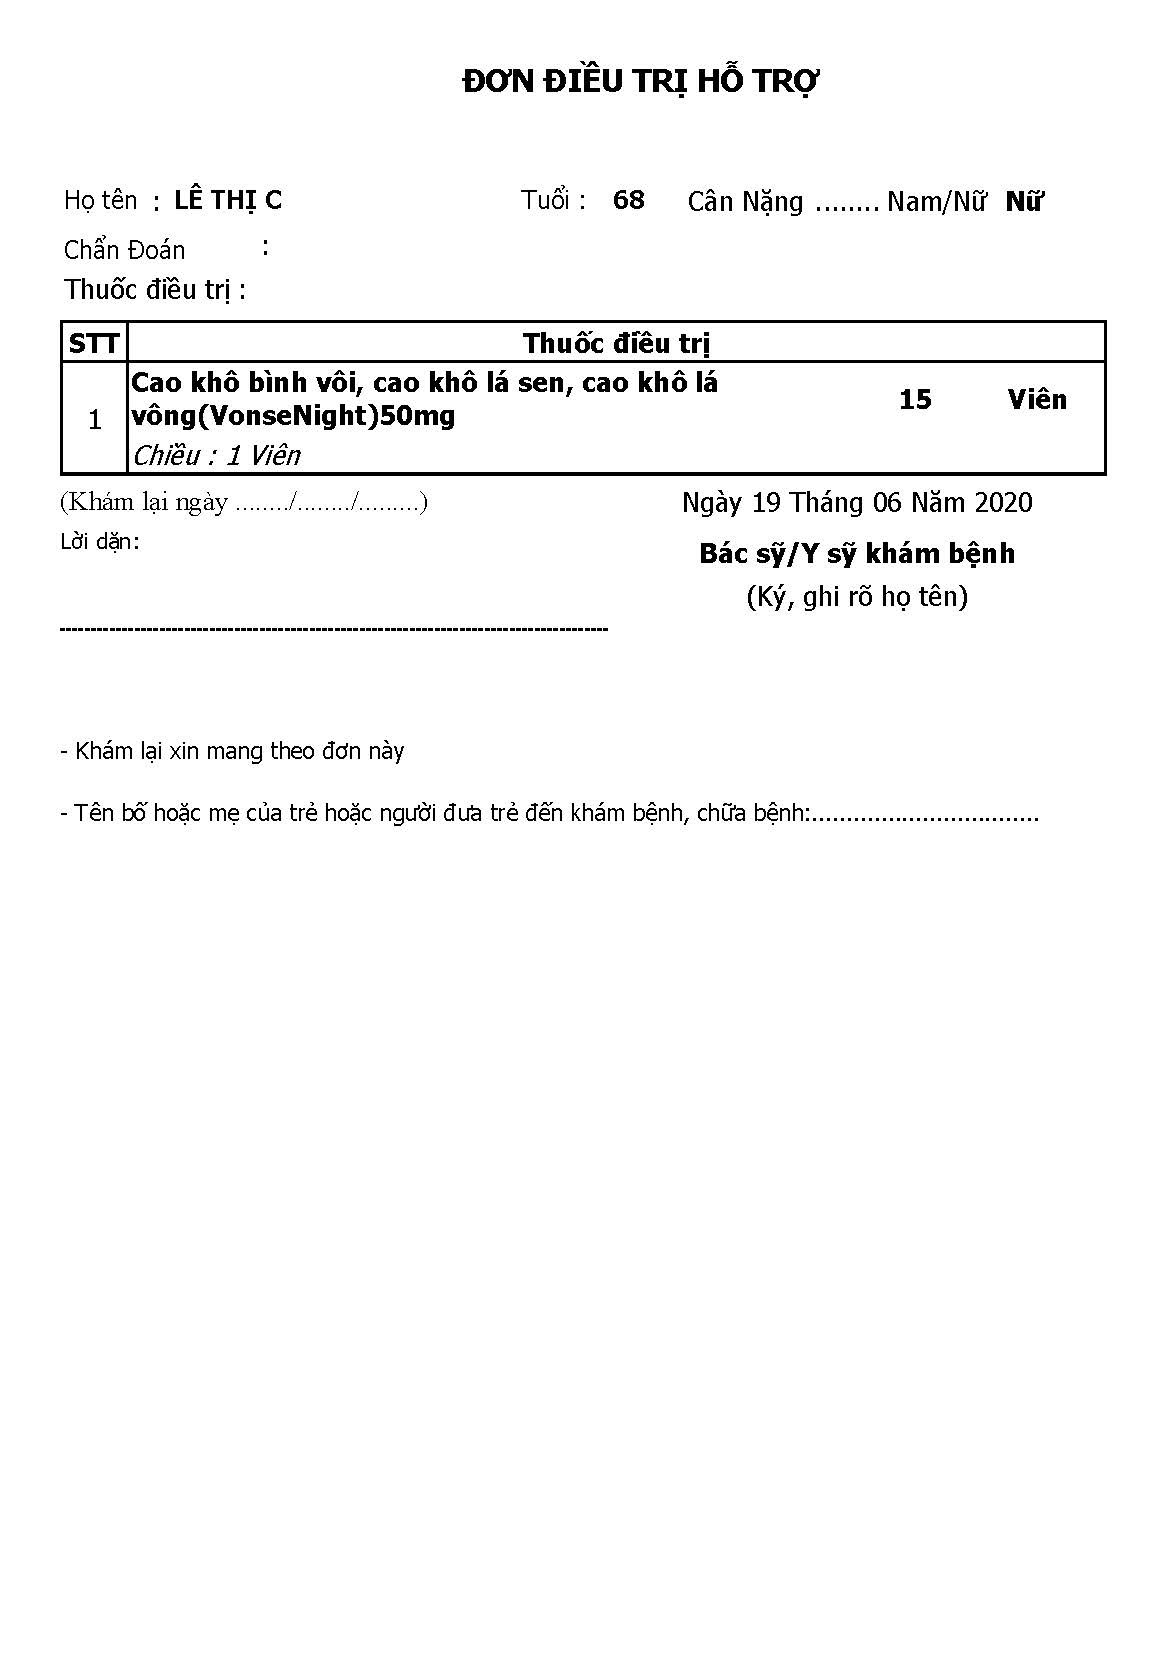 ĐƠN ĐIỀU TRỊ HỖ TRỢ
Họ tên : LÊ THỊ C Tuổi : 68 Cân Nặng ........ Nam/Nữ Nữ
Chẩn Đoán :
Thuốc điều trị :
STT Thuốc điều trị
1 Cao khô bình vôi, cao khô lá sen, cao khô lá 15 Viên
vông(VonseNight)50mg
Chiều : 1 Viên
(Khám lại ngày ......../......../.........) Ngày 19 Tháng 06 Năm 2020
Lời dặn: Bác sỹ/Y sỹ khám bệnh
(Ký, ghi rõ họ tên)
- Khám lại xin mang theo đơn này
- Tên bố hoặc mẹ của trẻ hoặc người đưa trẻ đến khám bệnh, chữa bệnh:.................................